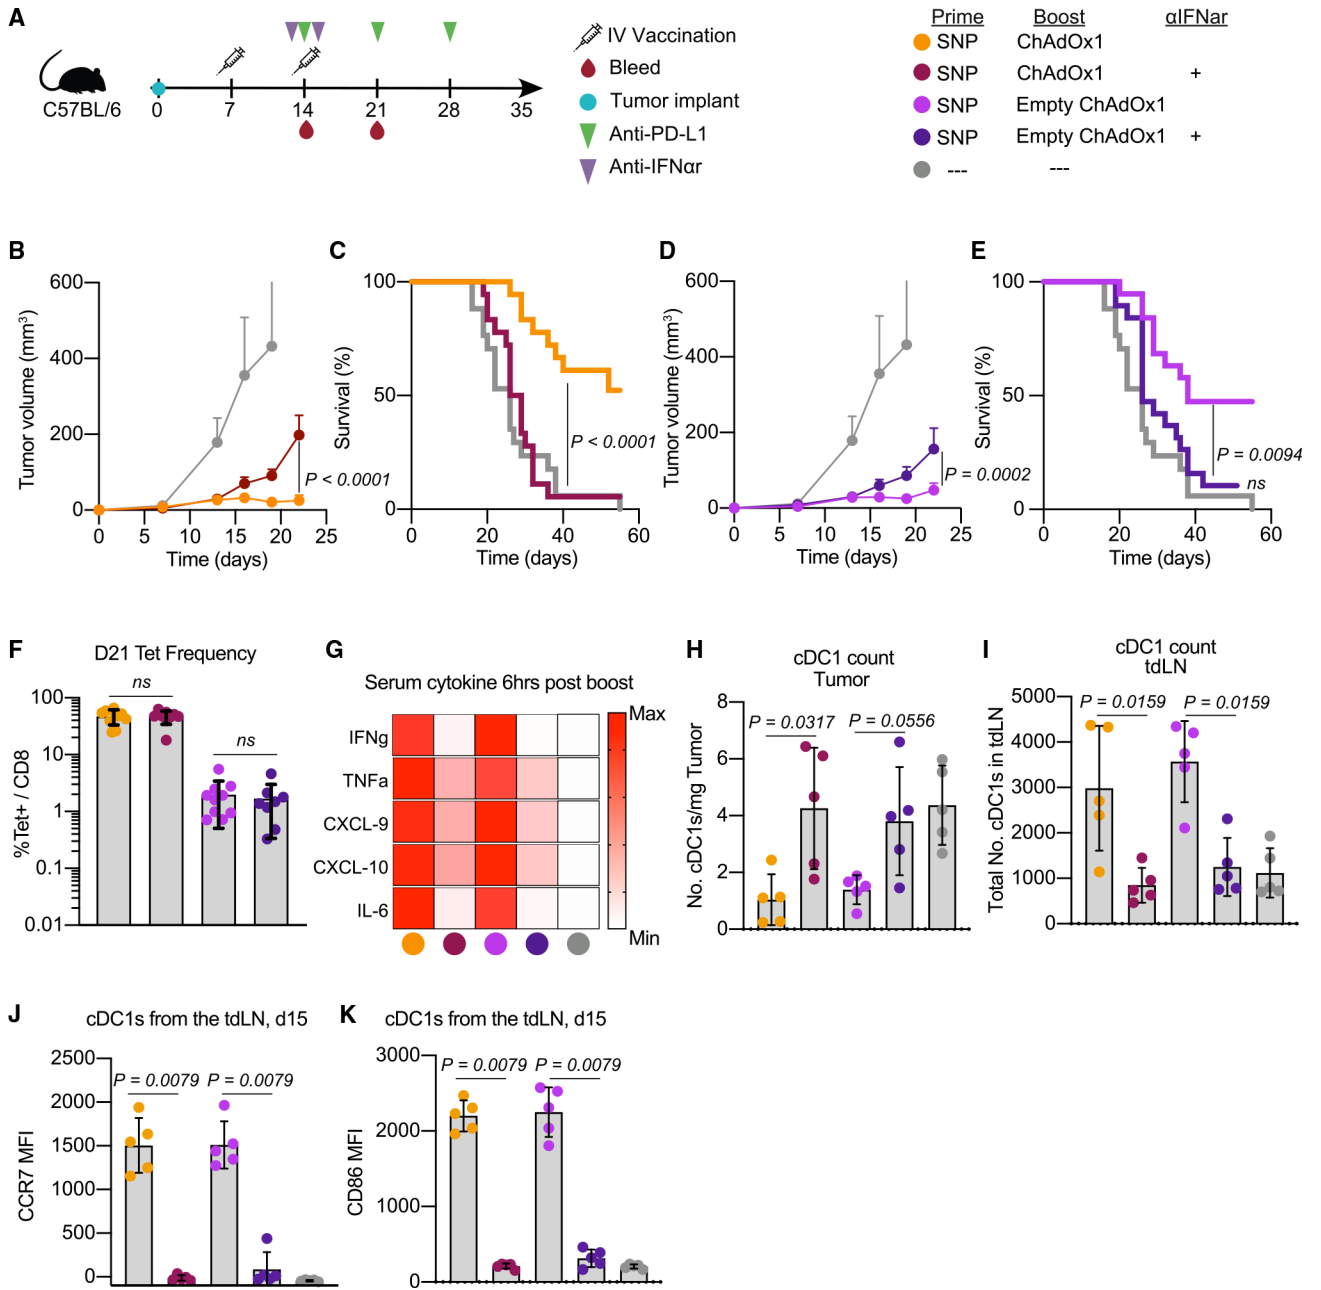 A
C57BL/6
0 7 14 21 28 35
IV Vaccination
Bleed
Tumor implant
Anti-PD-L1
Anti-IFNαr
Prime Boost αIFNar
SNP ChAdOx1
SNP ChAdOx1 +
SNP Empty ChAdOx1
SNP Empty ChAdOx1 +
--- ---
B
Tumor volume (mm3)
600
400
200
0
0 5 10 15 20 25
Time (days)
P < 0.0001
C
Survival (%)
100
50
0
0 20 40 60
Time (days)
P < 0.0001
D
Tumor volume (mm3)
600
400
200
0
0 5 10 15 20 25
Time (days)
P = 0.0002
E
Survival (%)
100
50
0
0 20 40 60
Time (days)
P = 0.0094
ns
F
D21 Tet Frequency
%Tet+ / CD8
100
10
1
0.1
0.01
ns
ns
G
Serum cytokine 6hrs post boost
IFNg
TNFa
CXCL-9
CXCL-10
IL-6
Max
Min
H
cDC1 count
Tumor
No. cDC1s/mg Tumor
8
6
4
2
0
P = 0.0317
P = 0.0556
I
cDC1 count
tdLN
Total No. cDC1s in tdLN
5000
4000
3000
2000
1000
0
P = 0.0159
P = 0.0159
J
cDC1s from the tdLN, d15
CCR7 MFI
2500
2000
1500
1000
500
0
P = 0.0079
P = 0.0079
K
cDC1s from the tdLN, d15
CD86 MFI
3000
2000
1000
0
P = 0.0079
P = 0.0079